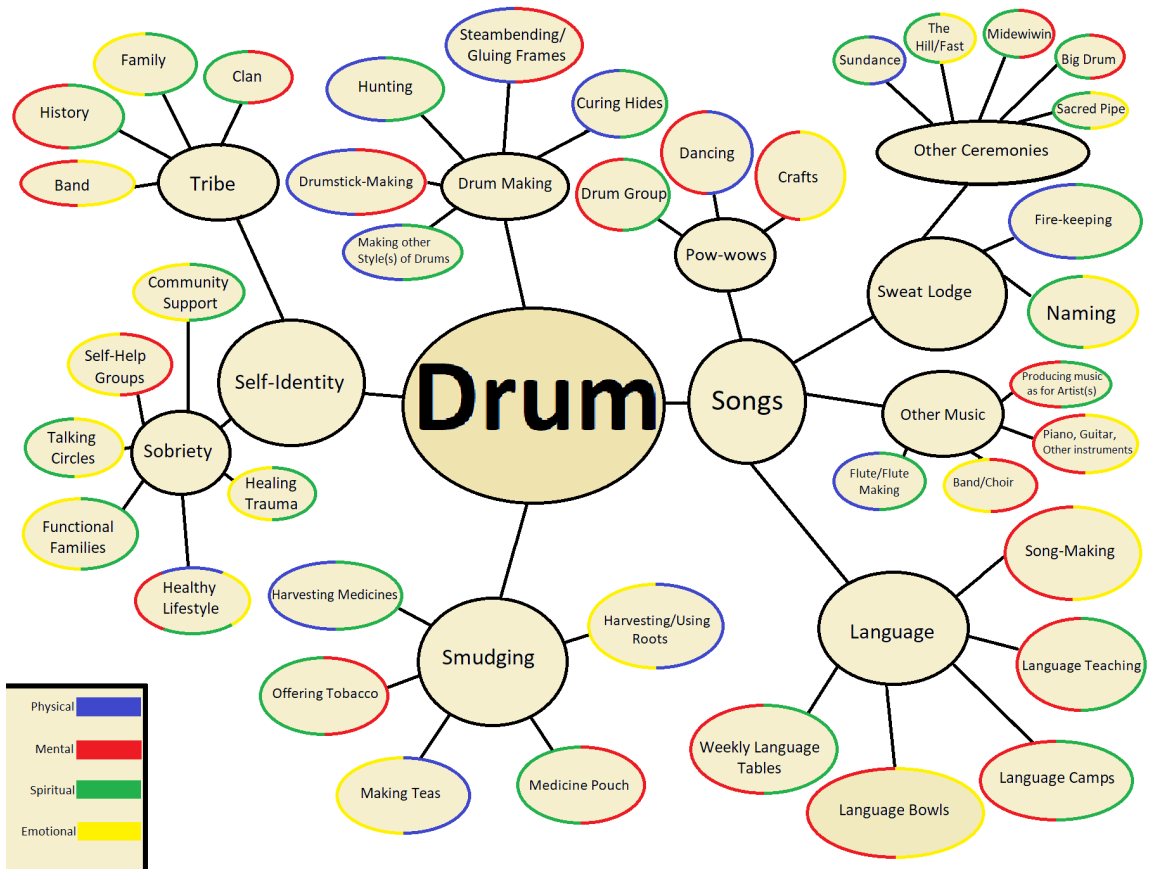 Family
Clan
History
Band
Tribe
Steambending/
Gluing Frames
Hunting
Curing Hides
Drumstick-Making
Drum Making
Making other
Style(s) of Drums
Dancing
Crafts
Drum Group
Pow-wows
Sundance
The
Hill/Fast
Midewiwin
Big Drum
Sacred Pipe
Other Ceremonies
Fire-keeping
Sweat Lodge
Naming
Community
Support
Self-Help
Groups
Self-Identity
Talking
Circles
Sobriety
Healing
Trauma
Functional
Families
Healthy
Lifestyle
Drum
Songs
Other Music
Producing music
as for Artist(s)
Piano, Guitar,
Other instruments
Flute/Flute
Making
Band/Choir
Harvesting Medicines
Harvesting/Using
Roots
Smudging
Offering Tobacco
Making Teas
Medicine Pouch
Song-Making
Language
Language Teaching
Weekly Language
Tables
Language Camps
Language Bowls
Physical
Mental
Spiritual
Emotional